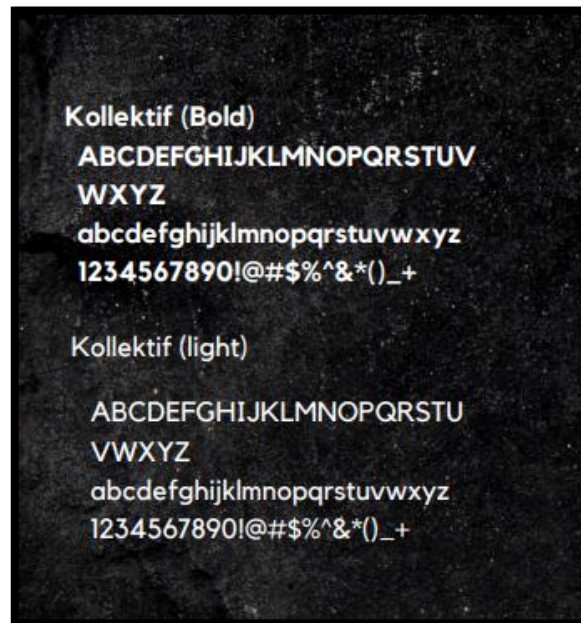 Kollektif (Bold)
ABCDEFGHIJKLMNOPQRSTUV
WXYZ
abcdefghijklmnopqrstuvwxyz
1234567890!@#$%^&*()_+
Kollektif (light)
ABCDEFGHIJKLMNOPQRSTU
VWXYZ
abcdefghijklmnopqrstuvwxyz
1234567890!@#$%^&*()_+